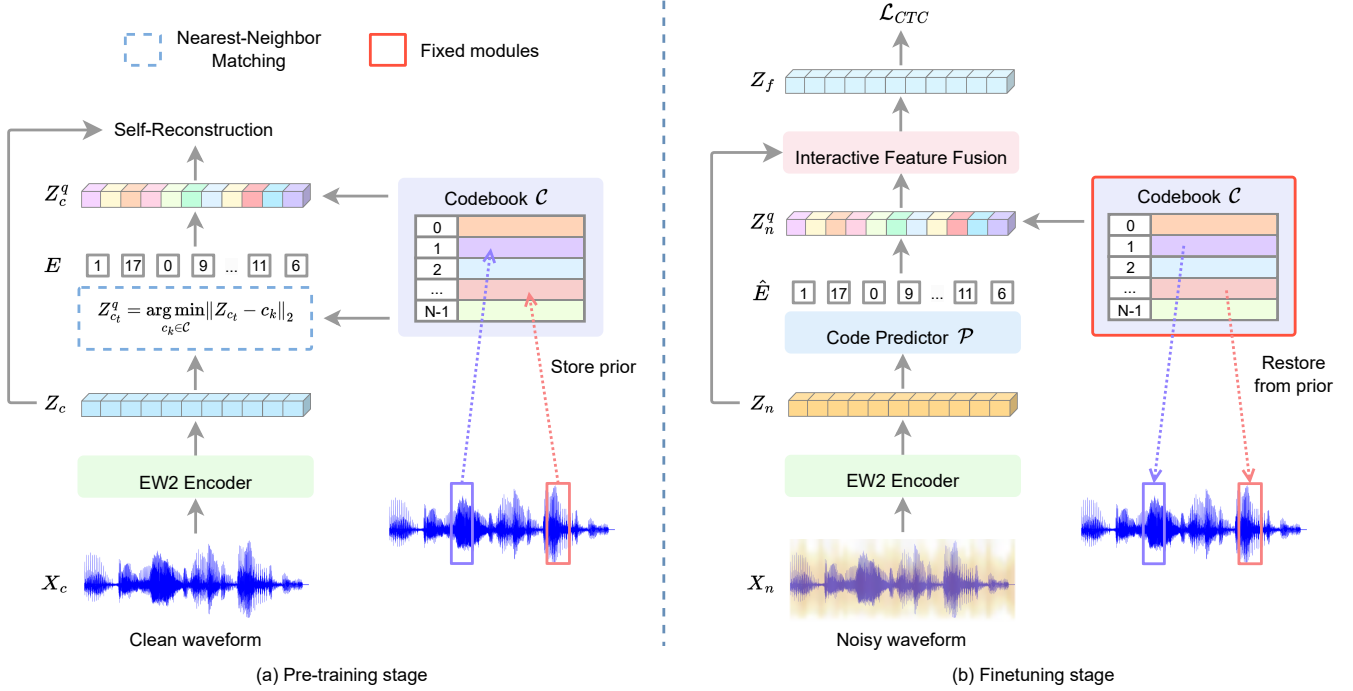 Nearest-Neighbor
Matching
Fixed modules
Self-Reconstruction
Z_c^q
Codebook 𝒞
0
1
2
...
N-1
E
1 17 0 9 ... 11 6
Z_{c_t}^q = arg min ‖Z_{c_t} − c_k‖_2
c_k∈𝒞
Store prior
Z_c
EW2 Encoder
X_c
Clean waveform
(a) Pre-training stage
ℒ_{CTC}
Z_f
Interactive Feature Fusion
Z_n^q
Codebook 𝒞
0
1
2
...
N-1
Ê
1 17 0 9 ... 11 6
Code Predictor 𝒫
Restore
from prior
Z_n
EW2 Encoder
X_n
Noisy waveform
(b) Finetuning stage